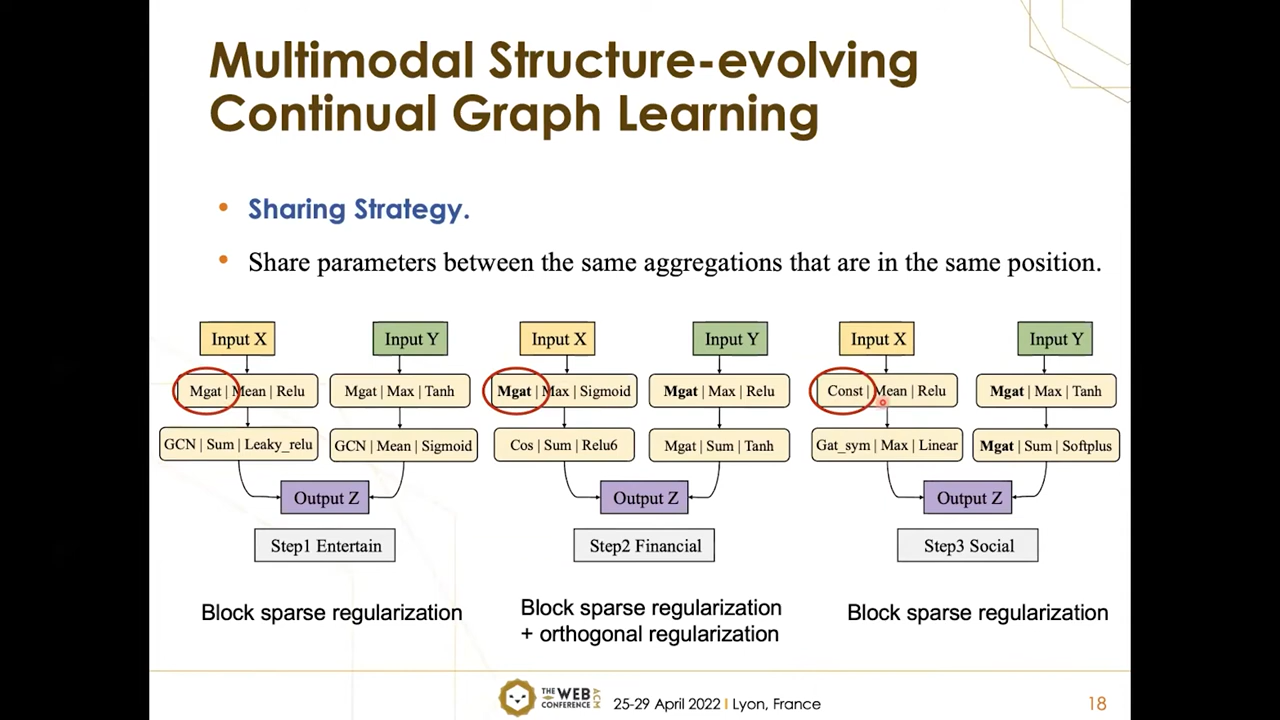 Multimodal Structure-evolving
Continual Graph Learning
• Sharing Strategy.
• Share parameters between the same aggregations that are in the same position.
Input X
Input Y
Mgat | Mean | Relu
Mgat | Max | Tanh
GCN | Sum | Leaky_relu
GCN | Mean | Sigmoid
Output Z
Step1 Entertain
Block sparse regularization
Input X
Input Y
Mgat | Max | Sigmoid
Mgat | Max | Relu
Cos | Sum | Relu6
Mgat | Sum | Tanh
Output Z
Step2 Financial
Block sparse regularization
+ orthogonal regularization
Input X
Input Y
Const | Mean | Relu
Mgat | Max | Tanh
Gat_sym | Max | Linear
Mgat | Sum | Softplus
Output Z
Step3 Social
Block sparse regularization
THE WEB CONFERENCE
ACM
25-29 April 2022 I Lyon, France
18